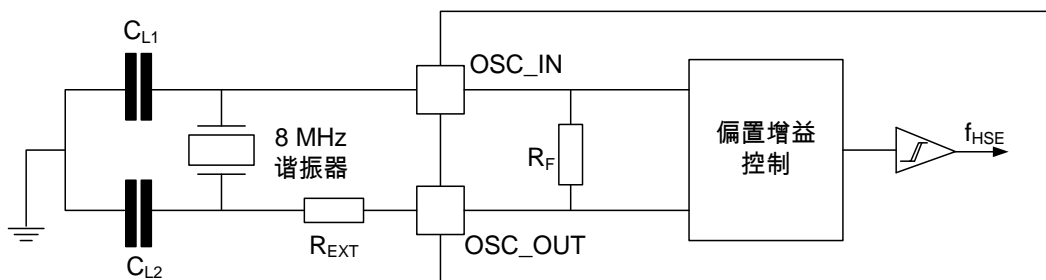 CL1
OSC_IN
8 MHz
谐振器
RF
偏置增益
控制
fHSE
REXT
OSC_OUT
CL2